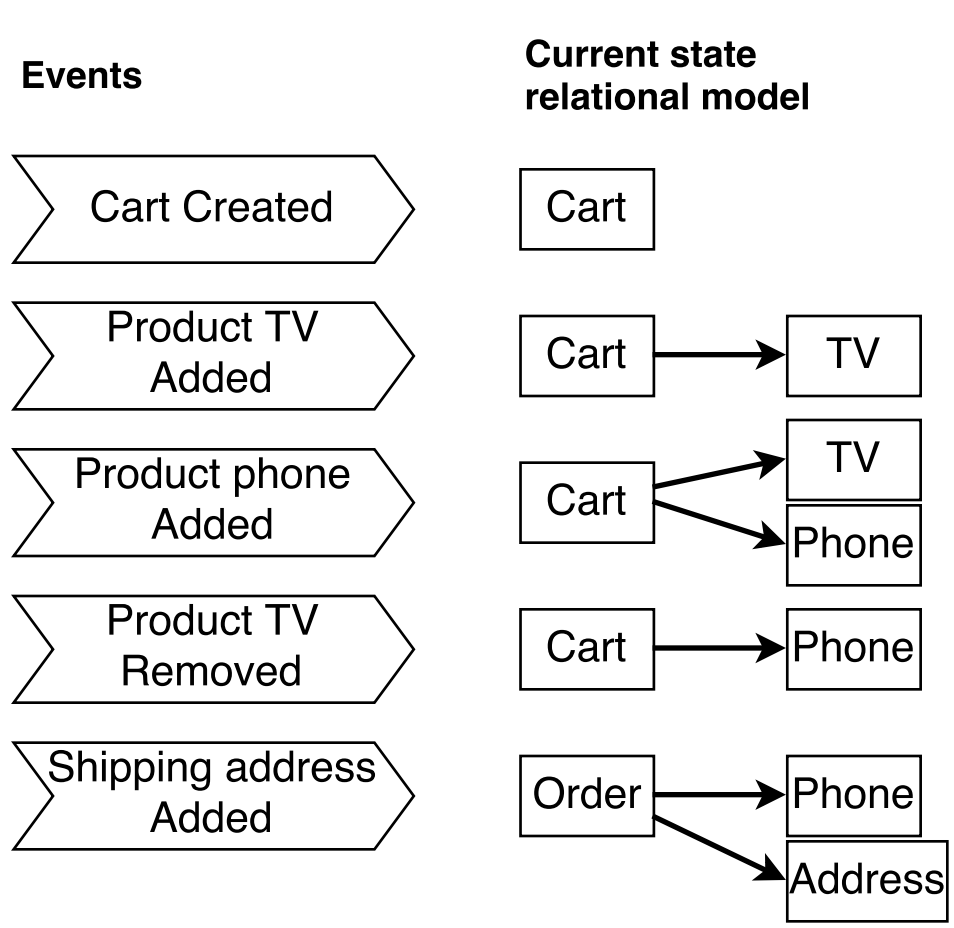 Events
Current state
relational model
Cart Created
Cart
Product TV
Added
Cart
TV
Product phone
Added
Cart
TV
Phone
Product TV
Removed
Cart
Phone
Shipping address
Added
Order
Phone
Address